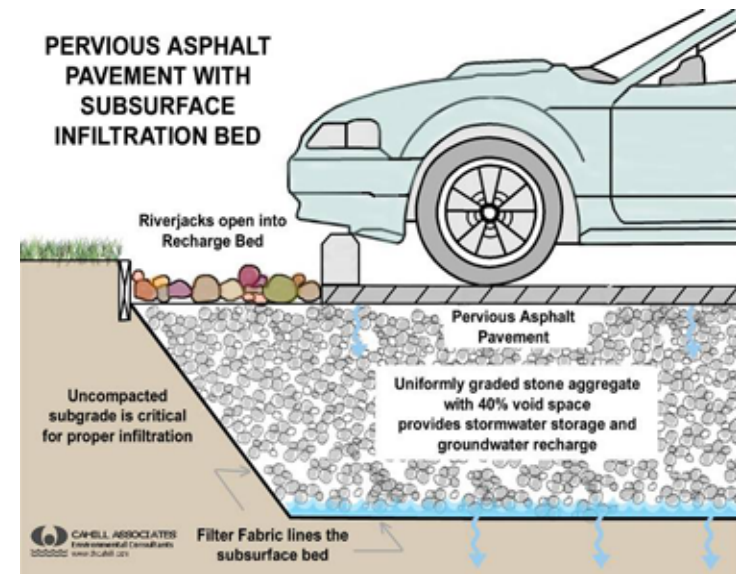 PERVIOUS ASPHALT
PAVEMENT WITH
SUBSURFACE
INFILTRATION BED
Riverjacks open into
Recharge Bed
Pervious Asphalt
Pavement
Uniformly graded stone aggregate
with 40% void space
provides stormwater storage and
groundwater recharge
Uncompacted
subgrade is critical
for proper infiltration
Filter Fabric lines the
subsurface bed
CAHILL ASSOCIATES
Environmental Consultants